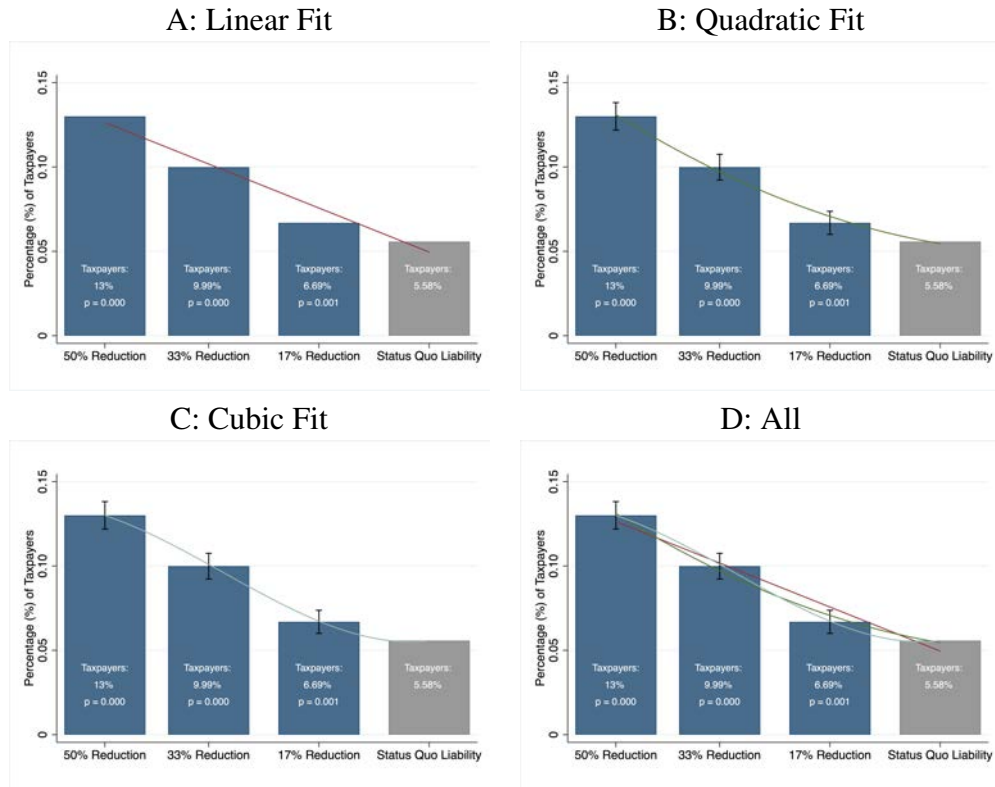 A: Linear Fit
Percentage (%) of Taxpayers
0.15
0.10
0.05
0
Taxpayers:
13%
p = 0.000
Taxpayers:
9.99%
p = 0.000
Taxpayers:
6.69%
p = 0.001
Taxpayers:
5.58%
50% Reduction
33% Reduction
17% Reduction
Status Quo Liability
B: Quadratic Fit
Percentage (%) of Taxpayers
0.15
0.10
0.05
0
Taxpayers:
13%
p = 0.000
Taxpayers:
9.99%
p = 0.000
Taxpayers:
6.69%
p = 0.001
Taxpayers:
5.58%
50% Reduction
33% Reduction
17% Reduction
Status Quo Liability
C: Cubic Fit
Percentage (%) of Taxpayers
0.15
0.10
0.05
0
Taxpayers:
13%
p = 0.000
Taxpayers:
9.99%
p = 0.000
Taxpayers:
6.69%
p = 0.001
Taxpayers:
5.58%
50% Reduction
33% Reduction
17% Reduction
Status Quo Liability
D: All
Percentage (%) of Taxpayers
0.15
0.10
0.05
0
Taxpayers:
13%
p = 0.000
Taxpayers:
9.99%
p = 0.000
Taxpayers:
6.69%
p = 0.001
Taxpayers:
5.58%
50% Reduction
33% Reduction
17% Reduction
Status Quo Liability